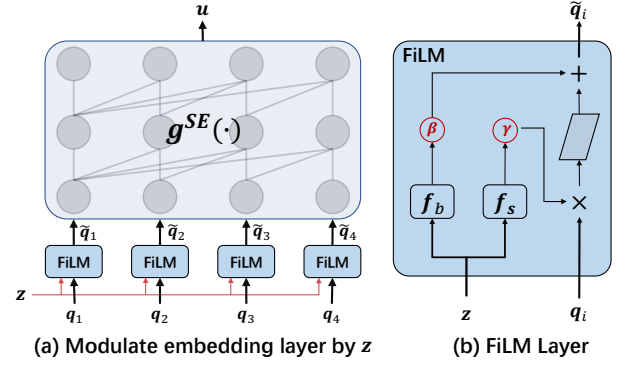 u
g^{SE}(·)
q̃₁ q̃₂ q̃₃ q̃₄
FiLM FiLM FiLM FiLM
z
q₁ q₂ q₃ q₄
(a) Modulate embedding layer by z
q̃ᵢ
FiLM
+
β γ
f_b f_s ×
z qᵢ
(b) FiLM Layer